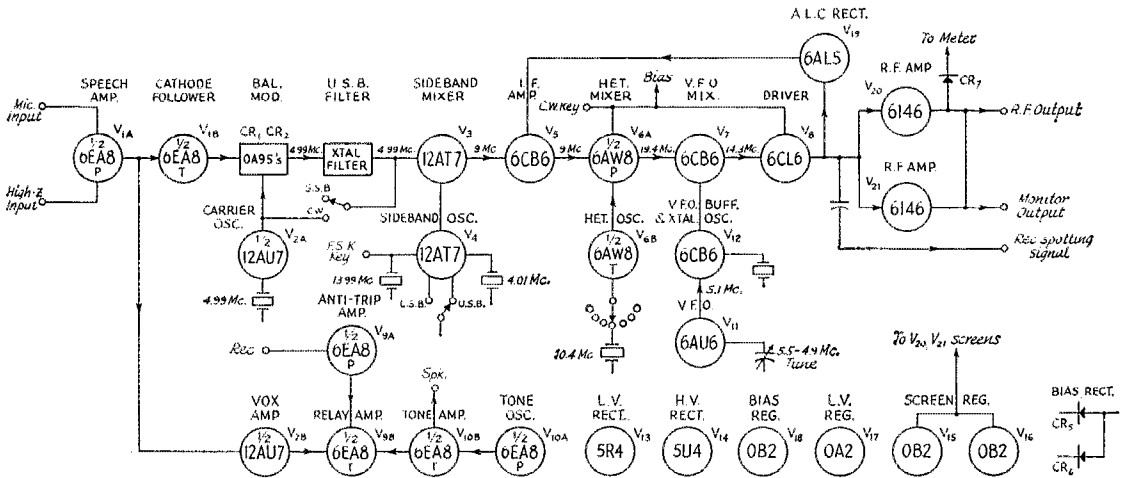 A L C RECT.
V19
6AL5
To Meter
CR7
SPEECH AMP.
CATHODE FOLLOWER
BAL. MOD.
U.S.B. FILTER
SIDEBAND MIXER
I.F. AMP.
HET. MIXER
Bias
V.F.O MIX.
DRIVER
R.F. AMP
V20
6146
R.F. Output
Mic. input
High-Z Input
V1A
½ 6EA8 P
V1B
½ 6EA8 T
CR1 CR2
OA95's
4.99 Mc.
XTAL FILTER
4.99 Mc.
V3
12AT7
9 Mc
V5
6CB6
9 Mc.
C.W. Key
V6A
½ 6AW8 P
19.4 Mc.
V7
6CB6
14.3 Mc.
V8
6CL6
R.F AMP.
V21
6146
Monitor Output
Rec spotting signal
S.S.B
C.W.
CARRIER OSC.
V2A
½ 12AU7
4.99 Mc.
F.S.K Key
13.99 Mc
SIDEBAND OSC.
V4
12AT7
4.01 Mc.
L.S.B.
U.S.B.
HET. OSC.
V6B
½ 6AW8 T
10.4 Mc
V.F.O. BUFF. & XTAL. OSC.
V12
6CB6
5.1 Mc.
V.F.O.
V11
6AU6
5.5-4.9 Mc. Tune
ANTI-TRIP AMP.
V9A
½ 6EA8 P
Rec
Spk.
VOX AMP
V2B
½ 12AU7
RELAY AMP.
V9B
½ 6EA8 T
TONE AMP.
V10B
½ 6EA8 T
TONE OSC.
V10A
½ 6EA8 P
L.V. RECT.
V13
5R4
H.V. RECT.
V14
5U4
BIAS REG.
V18
0B2
L.V. REG.
V17
0A2
To V20, V21 screens
SCREEN REG.
V15
0B2
V16
0B2
BIAS RECT.
CR5
CR6